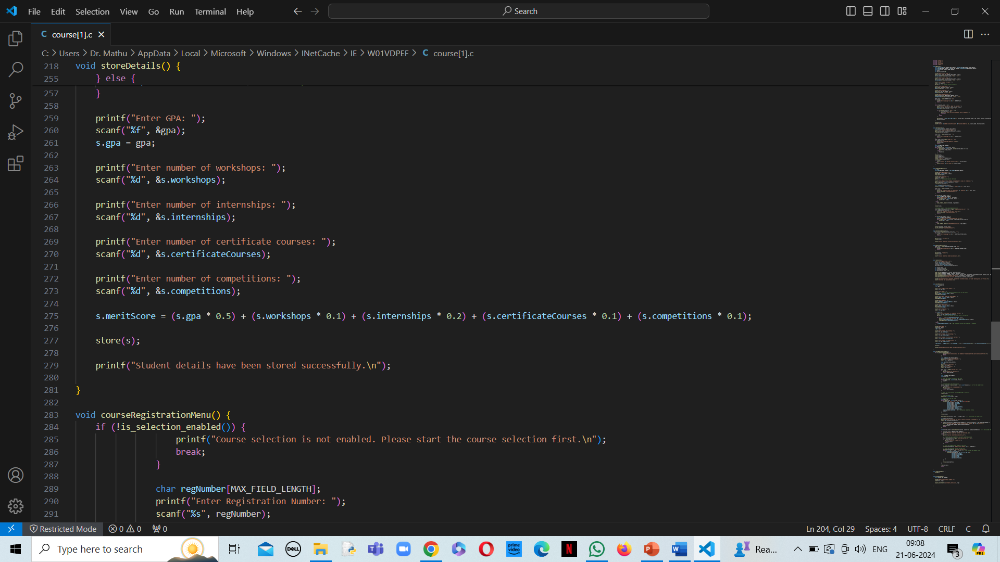 File Edit Selection View Go Run Terminal Help
Search
C course[1].c
C: > Users > Dr. Mathu > AppData > Local > Microsoft > Windows > INetCache > IE > W01VDPEF > C course[1].c
218 void storeDetails() {
255 } else {
257 }
258
259 printf("Enter GPA: ");
260 scanf("%f", &gpa);
261 s.gpa = gpa;
262
263 printf("Enter number of workshops: ");
264 scanf("%d", &s.workshops);
265
266 printf("Enter number of internships: ");
267 scanf("%d", &s.internships);
268
269 printf("Enter number of certificate courses: ");
270 scanf("%d", &s.certificateCourses);
271
272 printf("Enter number of competitions: ");
273 scanf("%d", &s.competitions);
274
275 s.meritScore = (s.gpa * 0.5) + (s.workshops * 0.1) + (s.internships * 0.2) + (s.certificateCourses * 0.1) + (s.competitions * 0.1);
276
277 store(s);
278
279 printf("Student details have been stored successfully.\n");
280
281 }
282
283 void courseRegistrationMenu() {
284 if (!is_selection_enabled()) {
285 printf("Course selection is not enabled. Please start the course selection first.\n");
286 break;
287 }
288
289 char regNumber[MAX_FIELD_LENGTH];
290 printf("Enter Registration Number: ");
291 scanf("%s", regNumber);
Restricted Mode 0 0 0
Ln 204, Col 29 Spaces: 4 UTF-8 CRLF C
Type here to search
DELL
prime video
N
Rea...
ENG
09:08
21-06-2024
3
PRE